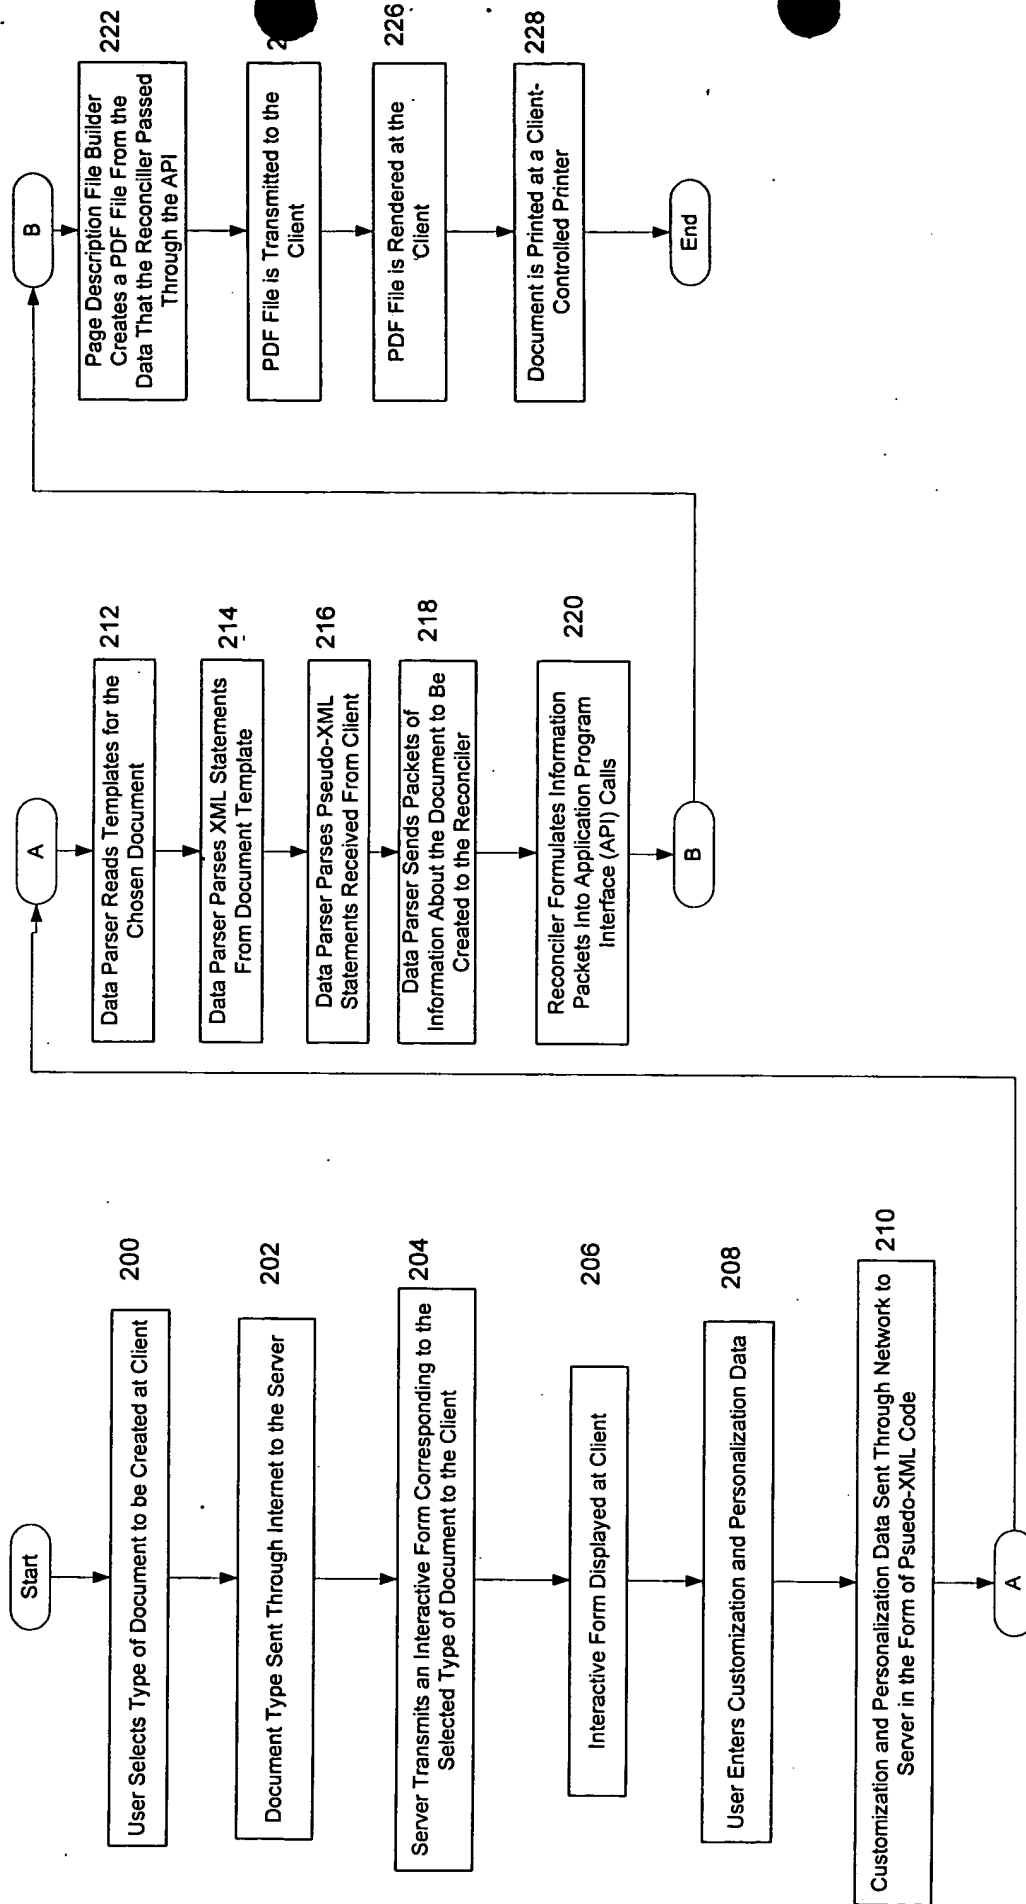 Start
200
User Selects Type of Document to be Created at Client
202
Document Type Sent Through Internet to the Server
204
Server Transmits an Interactive Form Corresponding to the
Selected Type of Document to the Client
206
Interactive Form Displayed at Client
208
User Enters Customization and Personalization Data
210
Customization and Personalization Data Sent Through Network to
Server in the Form of Psuedo-XML Code
A
A
212
Data Parser Reads Templates for the
Chosen Document
214
Data Parser Parses XML Statements
From Document Template
216
Data Parser Parses Pseudo-XML
Statements Received From Client
218
Data Parser Sends Packets of
Information About the Document to Be
Created to the Reconciler
220
Reconciler Formulates Information
Packets Into Application Program
Interface (API) Calls
B
B
222
Page Description File Builder
Creates a PDF File From the
Data That the Reconciler Passed
Through the API
PDF File is Transmitted to the
Client
226
PDF File is Rendered at the
Client
228
Document is Printed at a Client-
Controlled Printer
End